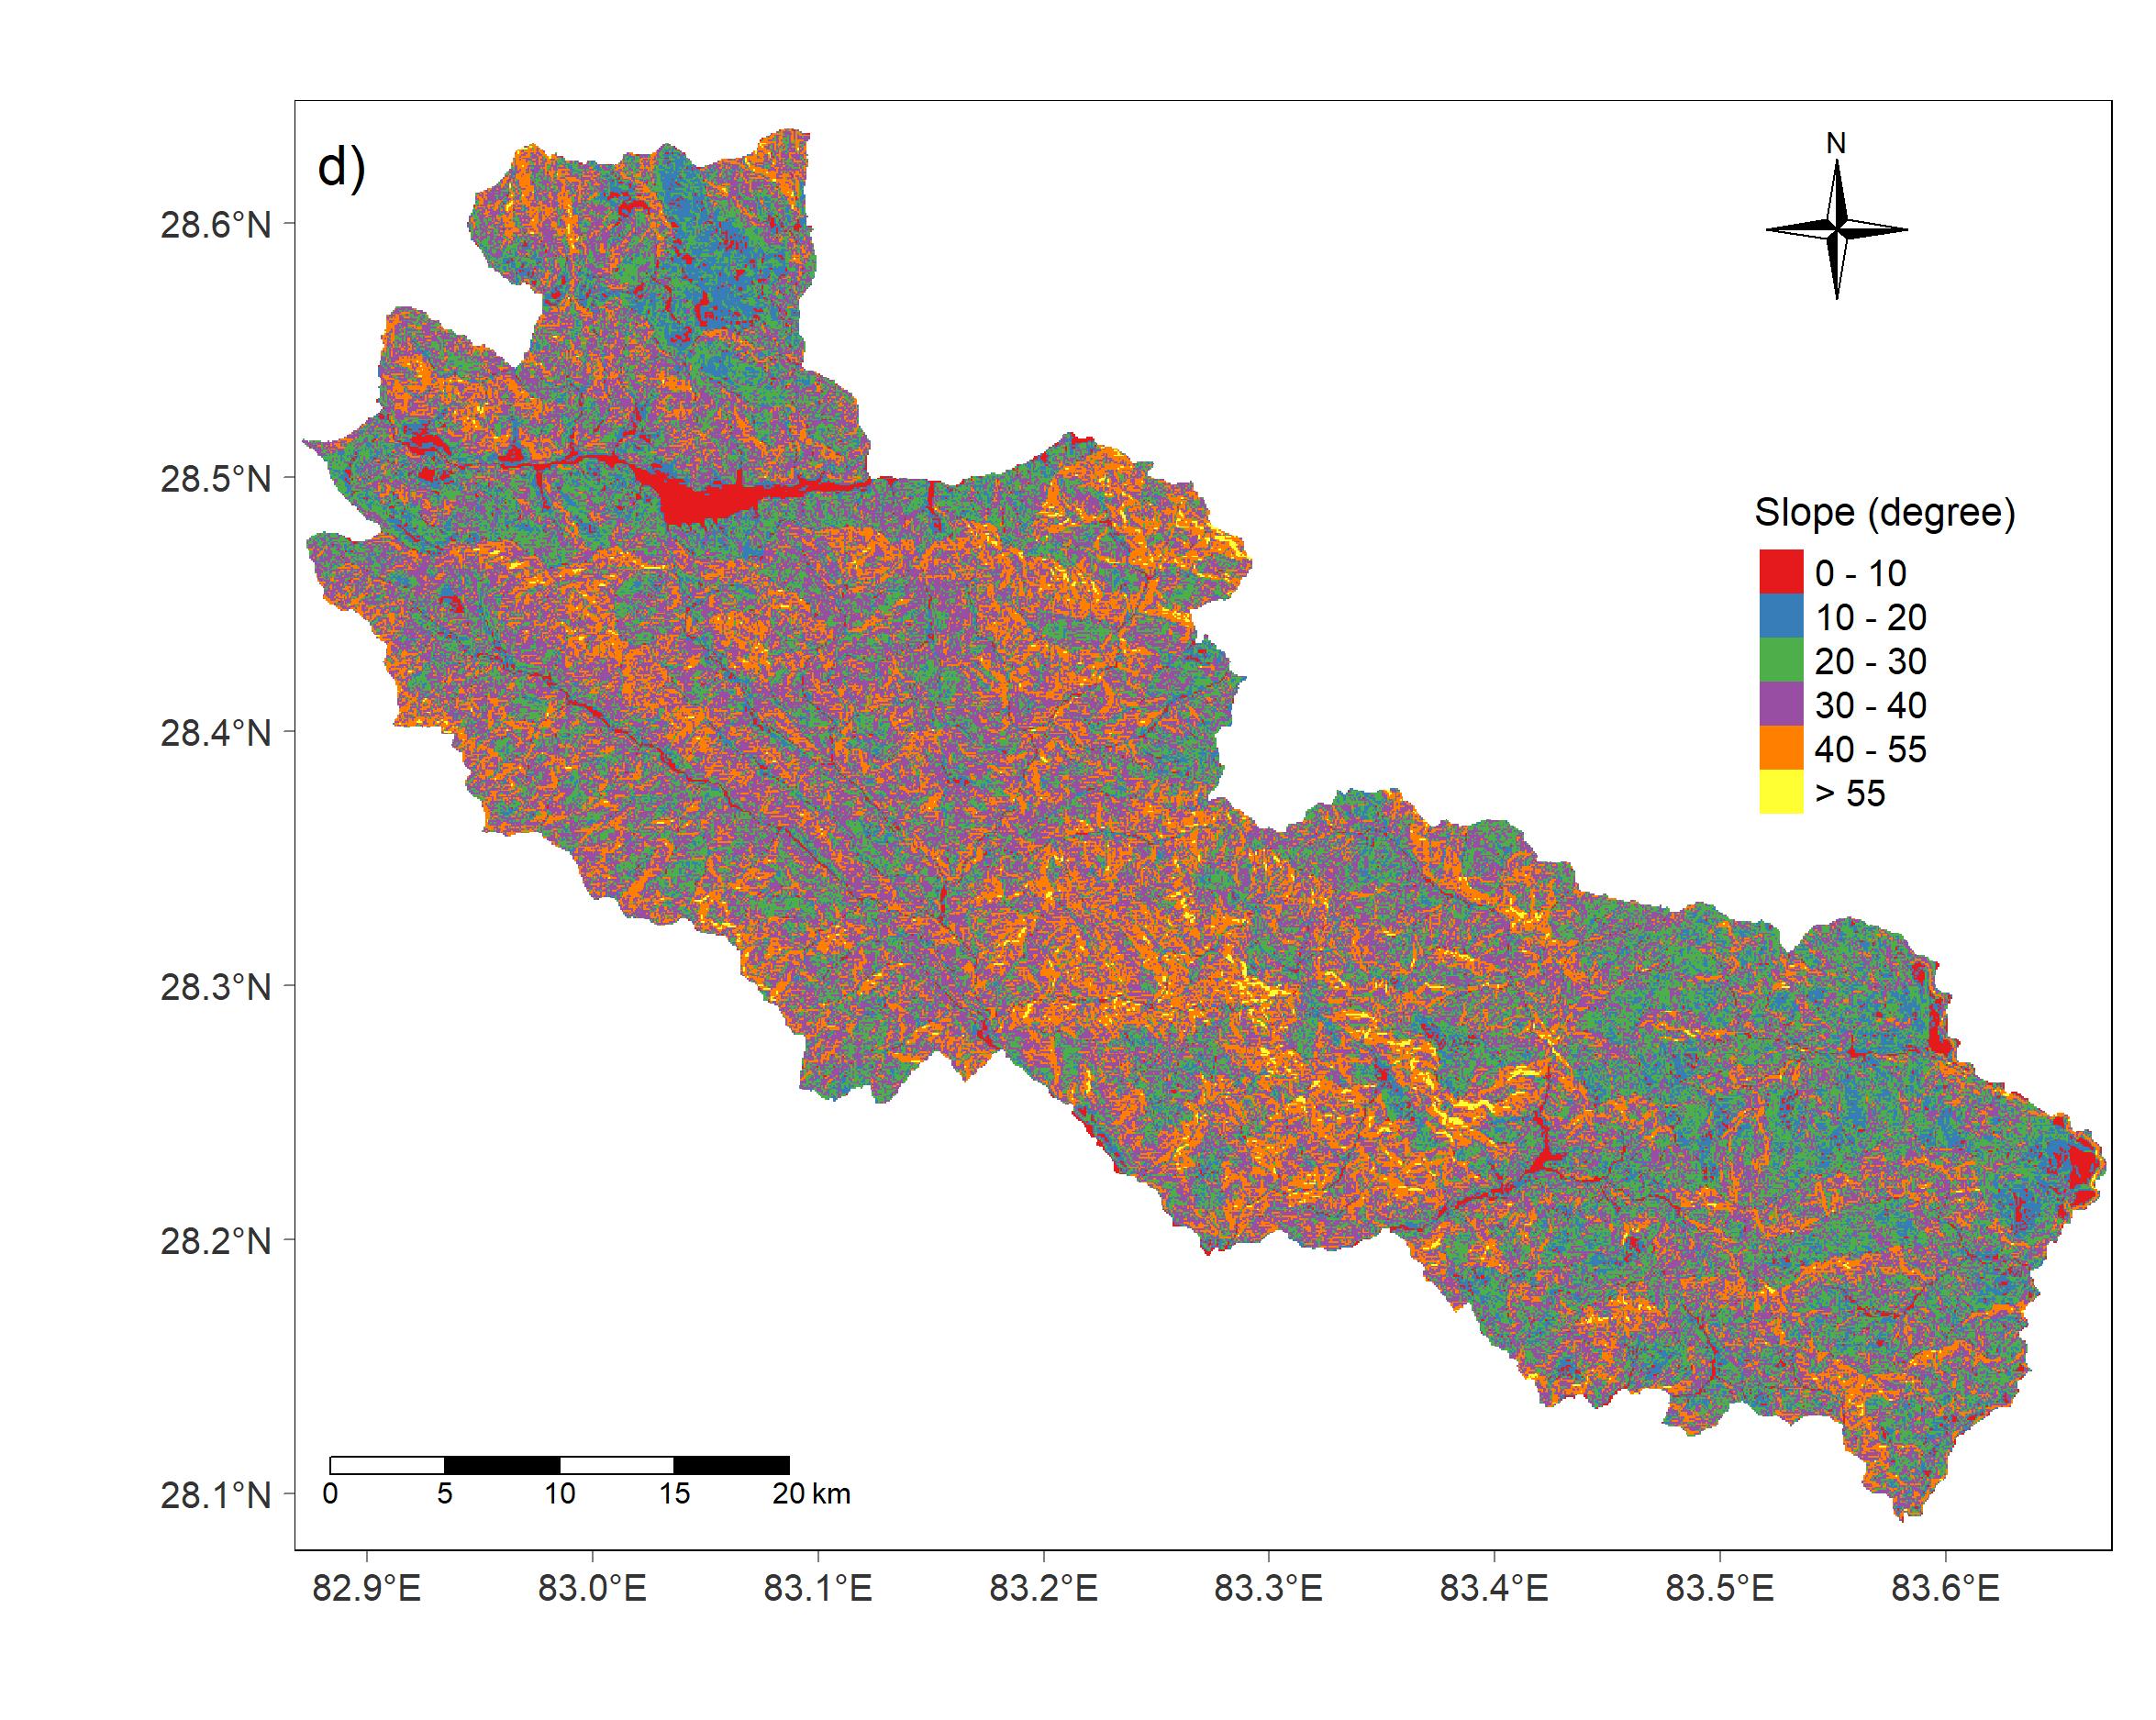 d)
N
28.6°N
28.5°N
28.4°N
28.3°N
28.2°N
28.1°N
Slope (degree)
0 - 10
10 - 20
20 - 30
30 - 40
40 - 55
> 55
0 5 10 15 20 km
82.9°E 83.0°E 83.1°E 83.2°E 83.3°E 83.4°E 83.5°E 83.6°E